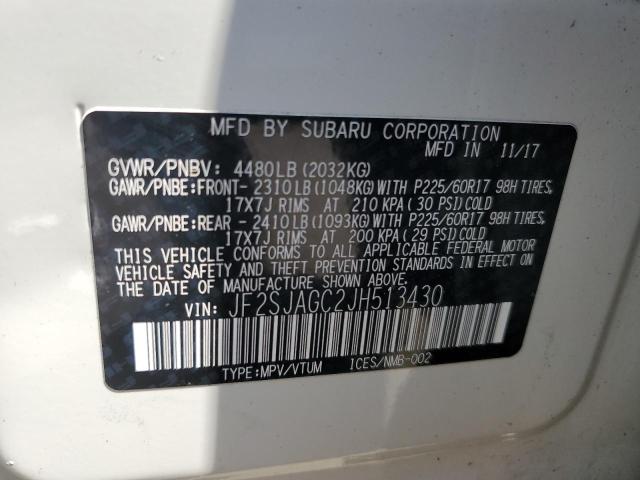 MFD BY SUBARU CORPORATION
MFD IN 11/17
GVWR/PNBV: 4480LB (2032KG)
GAWR/PNBE:FRONT- 2310LB(1048KG)WITH P225/60R17 98H TIRES,
17X7J RIMS AT 210 KPA( 30 PSI)COLD
GAWR/PNBE:REAR - 2410LB(1093KG)WITH P225/60R17 98H TIRES,
17X7J RIMS AT 200 KPA( 29 PSI)COLD
THIS VEHICLE CONFORMS TO ALL APPLICABLE FEDERAL MOTOR
VEHICLE SAFETY AND THEFT PREVENTION STANDARDS IN EFFECT ON
THE DATE OF MANUFACTURE SHOWN ABOVE.
VIN: JF2SJAGC2JH513430
TYPE:MPV/VTUM ICES/NMB-002